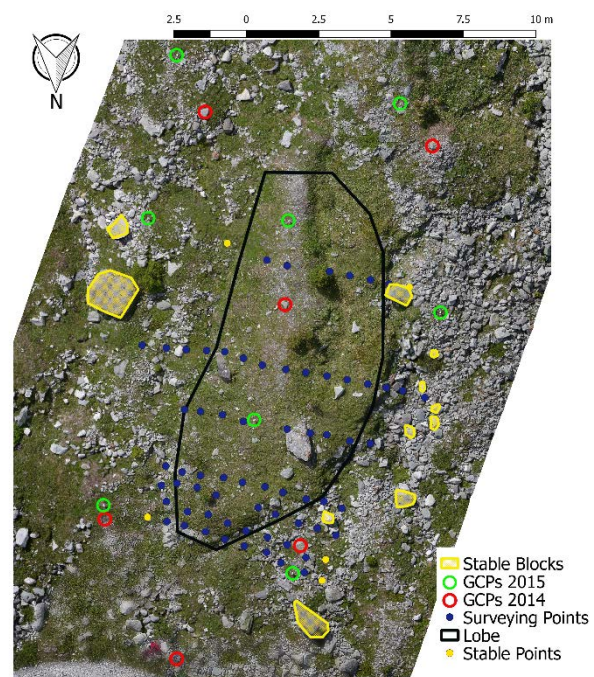 2.5 0 2.5 5 7.5 10 m
N
Stable Blocks
GCPs 2015
GCPs 2014
Surveying Points
Lobe
Stable Points